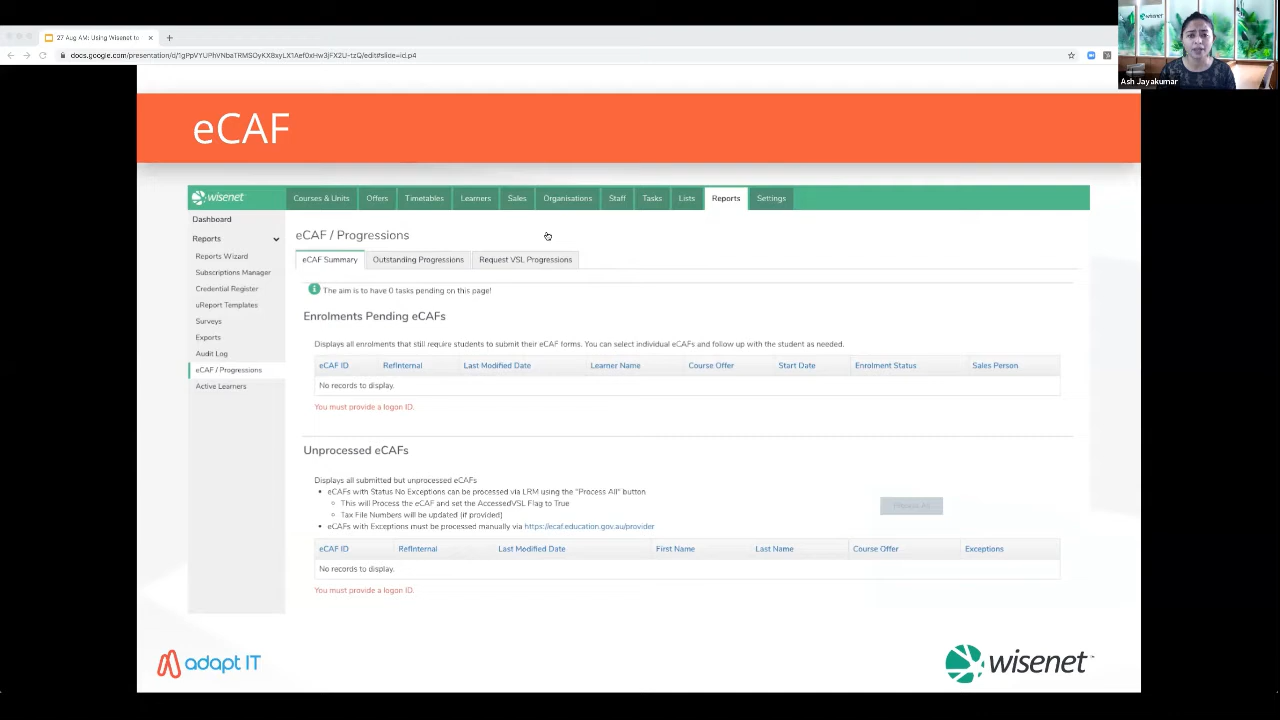 27 Aug AM: Using Wisenet to
docs.google.com/presentation/d/1gPpVYUPhVNbaTRMSOyKX8xyLX1Aef0xHw3jFX2U-tzQ/edit#slide=id.p4
wisenet
Ash Jayakumar
eCAF
wisenet
Courses & Units
Offers
Timetables
Learners
Sales
Organisations
Staff
Tasks
Lists
Reports
Settings
Dashboard
Reports
Reports Wizard
Subscriptions Manager
Credential Register
uReport Templates
Surveys
Exports
Audit Log
eCAF / Progressions
Active Learners
eCAF / Progressions
eCAF Summary
Outstanding Progressions
Request VSL Progressions
The aim is to have 0 tasks pending on this page!
Enrolments Pending eCAFs
Displays all enrolments that still require students to submit their eCAF forms. You can select individual eCAFs and follow up with the student as needed.
eCAF ID
RefInternal
Last Modified Date
Learner Name
Course Offer
Start Date
Enrolment Status
Sales Person
No records to display.
You must provide a logon ID.
Unprocessed eCAFs
Displays all submitted but unprocessed eCAFs
• eCAFs with Status No Exceptions can be processed via LRM using the "Process All" button
This will Process the eCAF and set the AccessedVSL Flag to True
Tax File Numbers will be updated (if provided)
• eCAFs with Exceptions must be processed manually via https://ecaf.education.gov.au/provider
Process All
eCAF ID
RefInternal
Last Modified Date
First Name
Last Name
Course Offer
Exceptions
No records to display.
You must provide a logon ID.
adapt IT
wisenet™